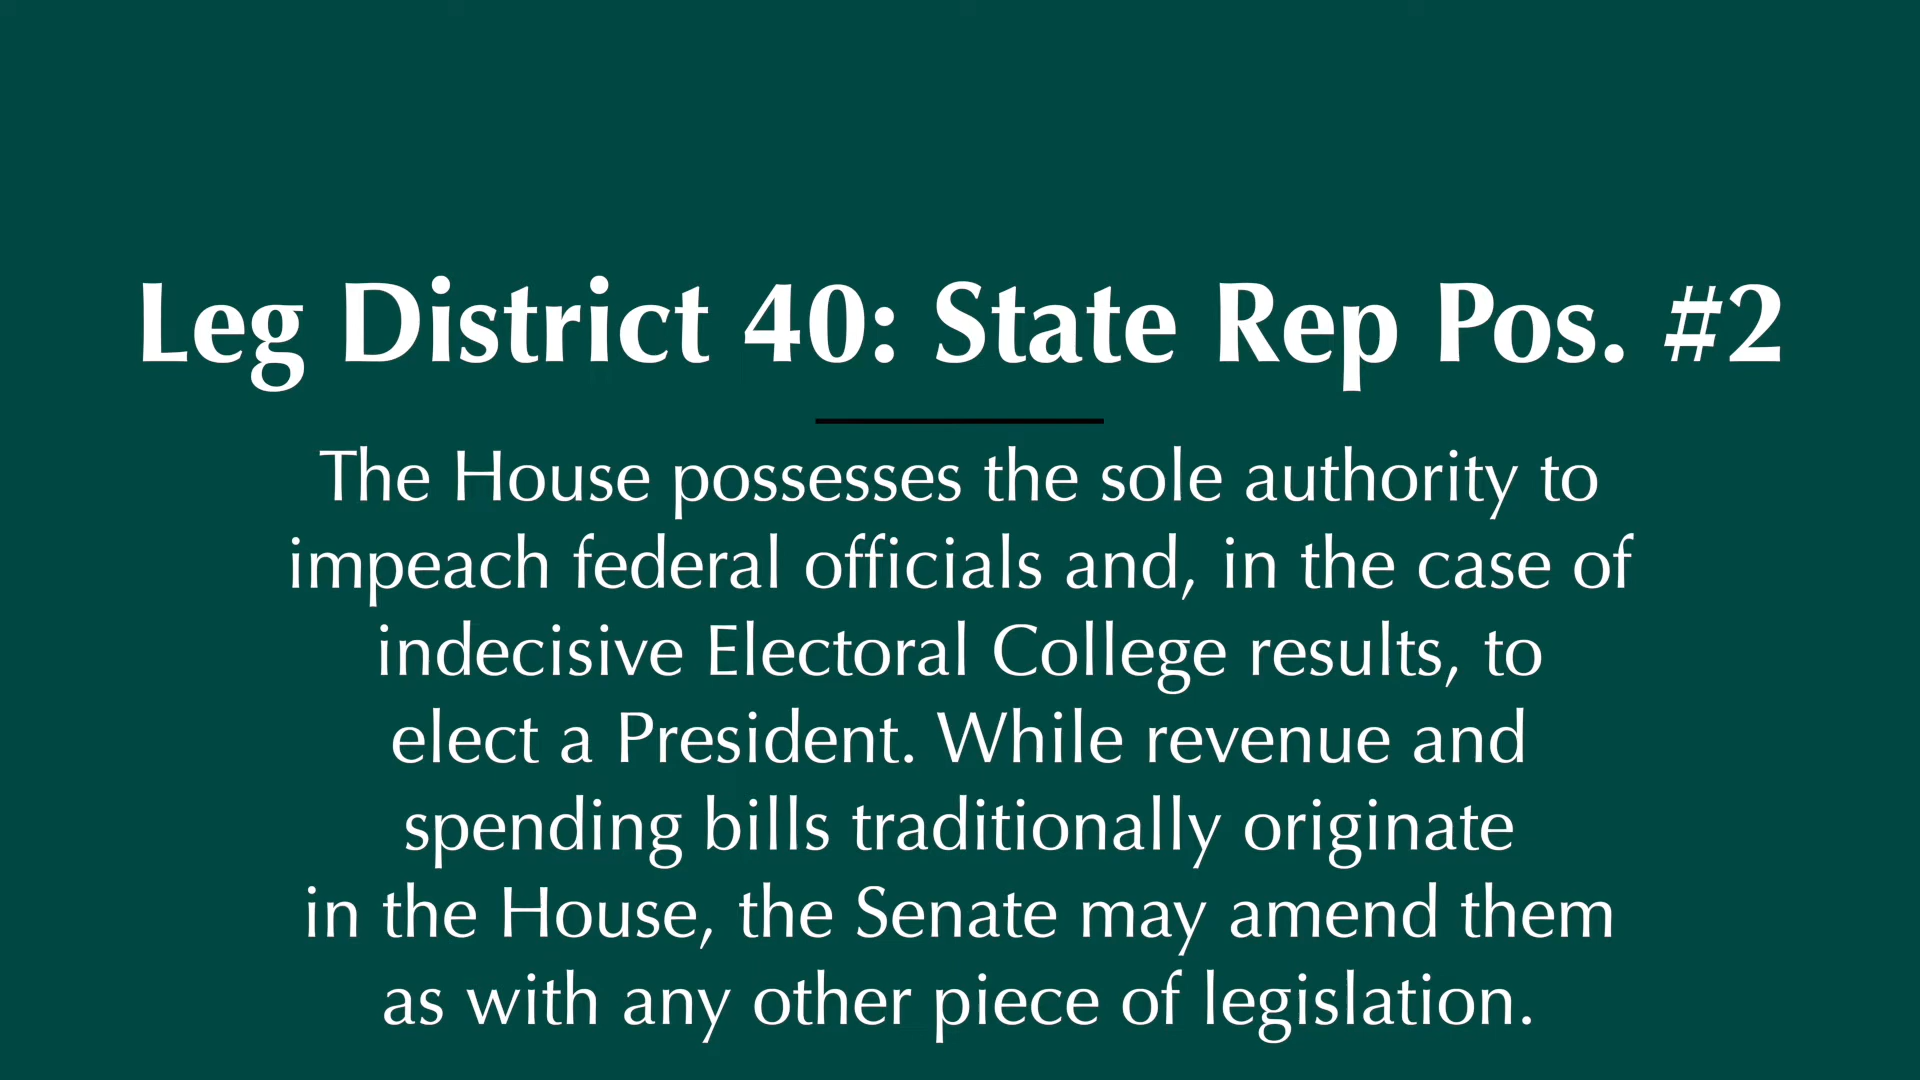 Leg District 40: State Rep Pos. #2
The House possesses the sole authority to
impeach federal officials and, in the case of
indecisive Electoral College results, to
elect a President. While revenue and
spending bills traditionally originate
in the House, the Senate may amend them
as with any other piece of legislation.